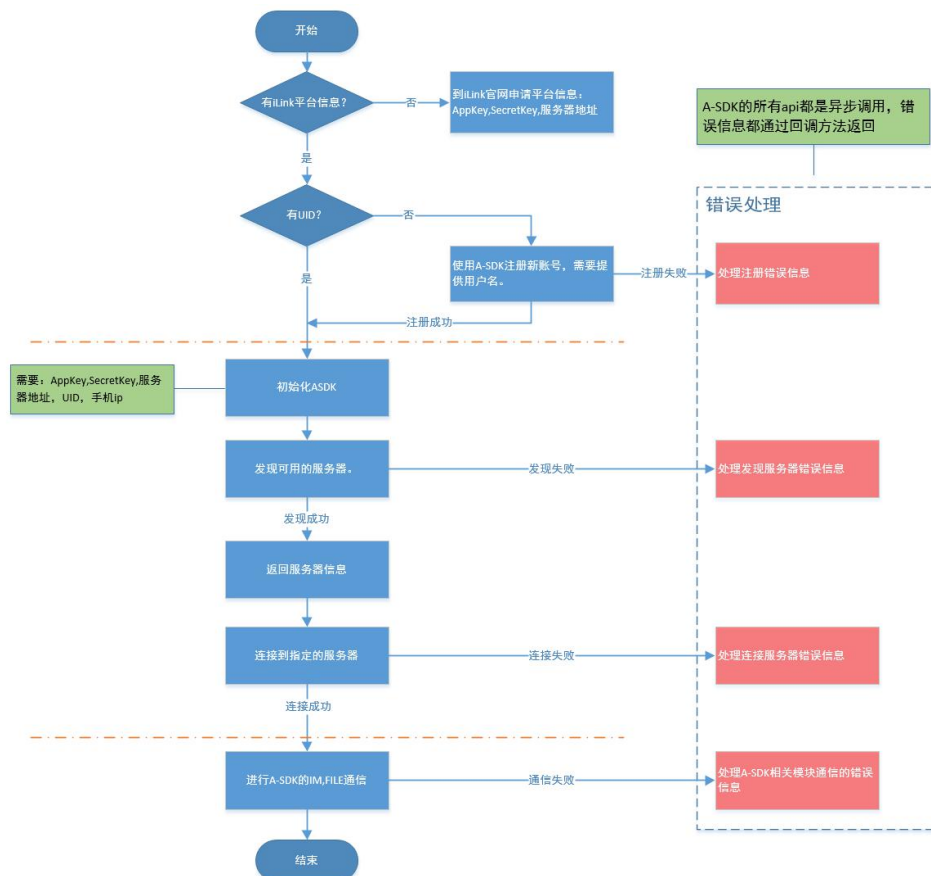 开始
有iLink平台信息？
否
到iLink官网申请平台信息：
AppKey,SecretKey,服务器地址
A-SDK的所有api都是异步调用，错
误信息都通过回调方法返回
是
有UID？
否
错误处理
使用A-SDK注册新账号，需要提
供用户名。
注册失败
处理注册错误信息
是
注册成功
需要：AppKey,SecretKey,服务
器地址，UID，手机ip
初始化ASDK
发现可用的服务器。
发现失败
处理发现服务器错误信息
发现成功
返回服务器信息
连接到指定的服务器
连接失败
处理连接服务器错误信息
连接成功
进行A-SDK的IM,FILE通信
通信失败
处理A-SDK相关模块通信的错误
信息
结束